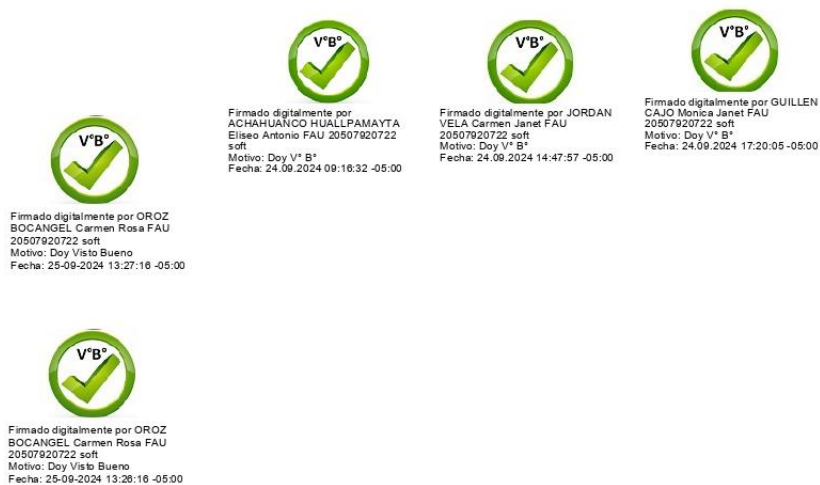 V°B°
Firmado digitalmente por
ACHAHUANCO HUALLPAMAYTA
Eliseo Antonio FAU 20507920722
soft
Motivo: Doy V° B°
Fecha: 24.09.2024 09:16:32 -05:00
V°B°
Firmado digitalmente por JORDAN
VELA Carmen Janet FAU
20507920722 soft
Motivo: Doy V° B°
Fecha: 24.09.2024 14:47:57 -05:00
V°B°
Firmado digitalmente por GUILLEN
CAJO Monica Janet FAU
20507920722 soft
Motivo: Doy V° B°
Fecha: 24.09.2024 17:20:05 -05:00
V°B°
Firmado digitalmente por OROZ
BOCANGEL Carmen Rosa FAU
20507920722 soft
Motivo: Doy Visto Bueno
Fecha: 25-09-2024 13:27:16 -05:00
V°B°
Firmado digitalmente por OROZ
BOCANGEL Carmen Rosa FAU
20507920722 soft
Motivo: Doy Visto Bueno
Fecha: 25-09-2024 13:26:16 -05:00